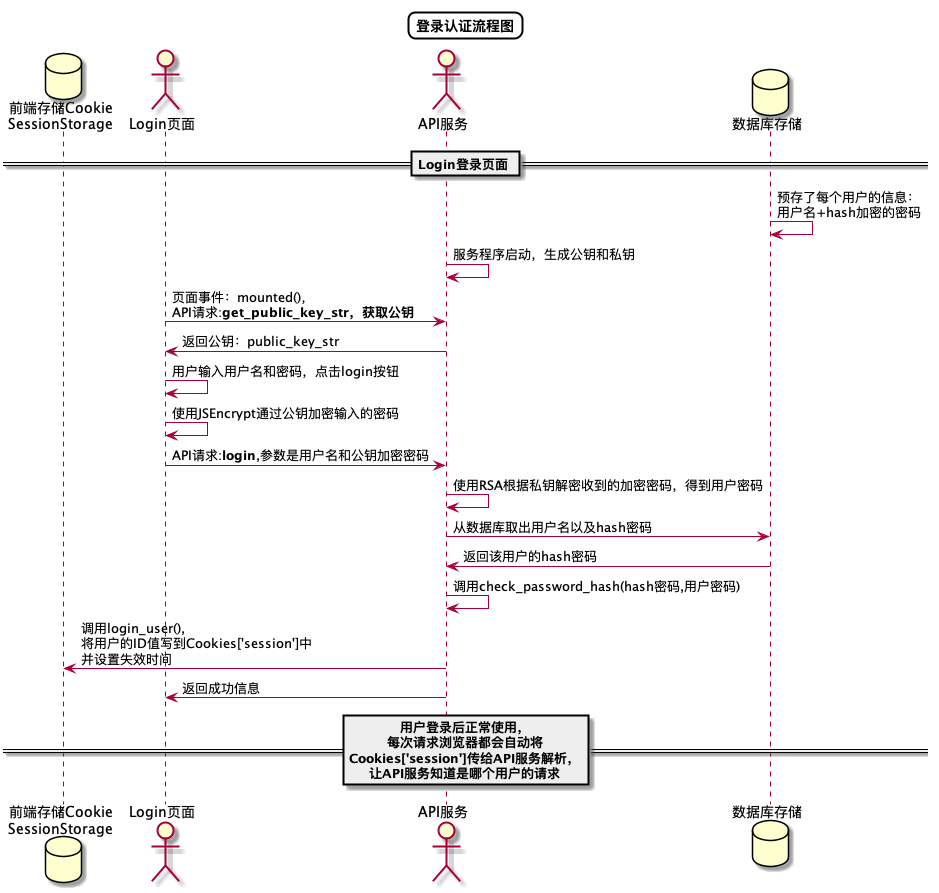 登录认证流程图
前端存储Cookie
SessionStorage
Login页面
API服务
数据库存储
Login登录页面
预存了每个用户的信息：
用户名+hash加密的密码
服务程序启动，生成公钥和私钥
页面事件：mounted(),
API请求:get_public_key_str，获取公钥
返回公钥：public_key_str
用户输入用户名和密码，点击login按钮
使用JSEncrypt通过公钥加密输入的密码
API请求:login,参数是用户名和公钥加密密码
使用RSA根据私钥解密收到的加密密码，得到用户密码
从数据库取出用户名以及hash密码
返回该用户的hash密码
调用check_password_hash(hash密码,用户密码)
调用login_user(),
将用户的ID值写到Cookies['session']中
并设置失效时间
返回成功信息
用户登录后正常使用，
每次请求浏览器都会自动将
Cookies['session']传给API服务解析，
让API服务知道是哪个用户的请求
前端存储Cookie
SessionStorage
Login页面
API服务
数据库存储